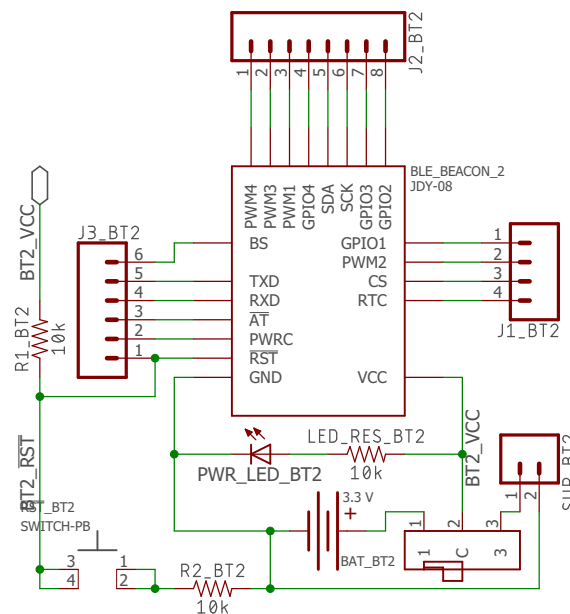 J2_BT2
1 2 3 4 5 6 7 8
BLE_BEACON_2
JDY-08
PWM4 PWM3 PWM1 GPIO4 SDA SCK GPIO3 GPIO2
BT2_VCC
J3_BT2
6
5
4
3
2
1
BS
TXD
RXD
AT
PWRC
RST
GND
GPIO1
PWM2
CS
RTC
VCC
1
2
3
4
J1_BT2
R1_BT2
10k
LED_RES_BT2
10k
PWR_LED_BT2
BT2_VCC
SUP_BT2
1 2
BT2_RST
RST_BT2
SWITCH-PB
3.3 V
+
BAT_BT2
1 2 3
1 C 3
3 1
4 2
R2_BT2
10k